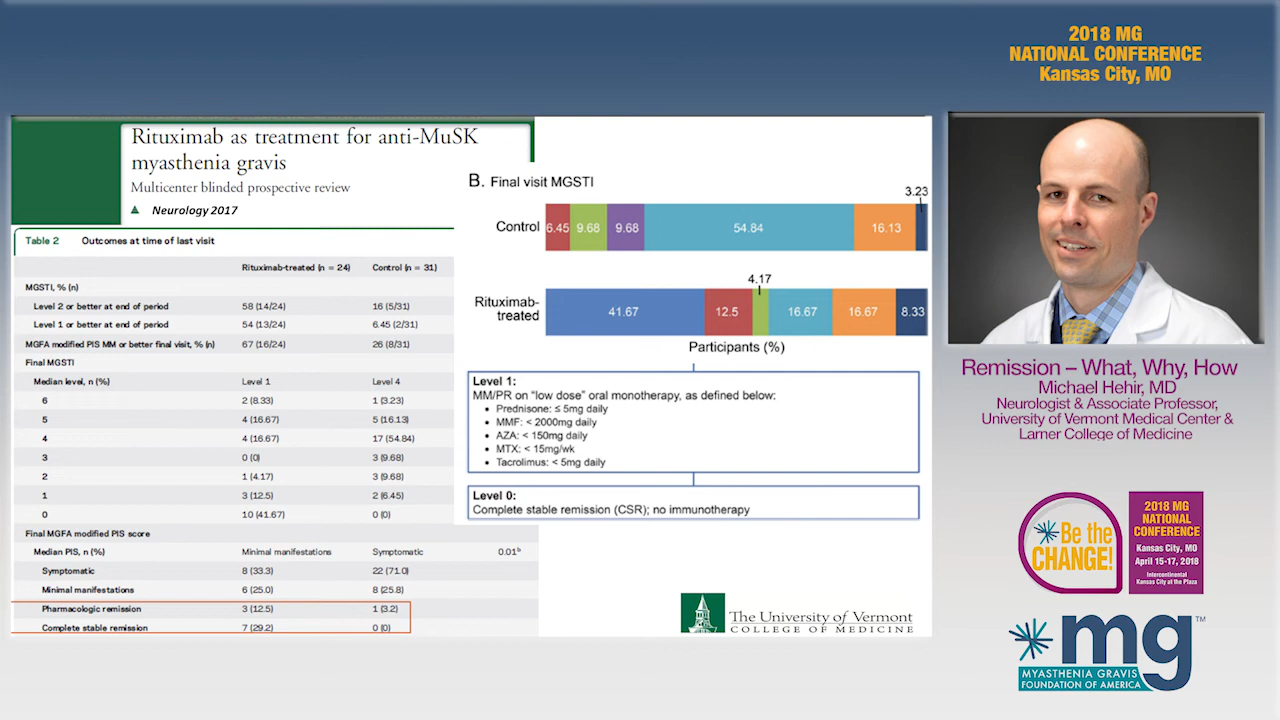 2018 MG
NATIONAL CONFERENCE
Kansas City, MO
Rituximab as treatment for anti-MuSK
myasthenia gravis
Multicenter blinded prospective review
Neurology 2017
Table 2 Outcomes at time of last visit
Rituximab-treated (n = 24) Control (n = 31)
MGSTI, % (n)
Level 2 or better at end of period 58 (14/24) 16 (5/31)
Level 1 or better at end of period 54 (13/24) 6.45 (2/31)
MGFA modified PIS MM or better final visit, % (n) 67 (16/24) 26 (8/31)
Final MGSTI
Median level, n (%) Level 1 Level 4
6 2 (8.33) 1 (3.23)
5 4 (16.67) 5 (16.13)
4 4 (16.67) 17 (54.84)
3 0 (0) 3 (9.68)
2 1 (4.17) 3 (9.68)
1 3 (12.5) 2 (6.45)
0 10 (41.67) 0 (0)
Final MGFA modified PIS score
Median PIS, n (%) Minimal manifestations Symptomatic 0.01b
Symptomatic 8 (33.3) 22 (71.0)
Minimal manifestations 6 (25.0) 8 (25.8)
Pharmacologic remission 3 (12.5) 1 (3.2)
Complete stable remission 7 (29.2) 0 (0)
B. Final visit MGSTI
3.23
Control 6.45 9.68 9.68 54.84 16.13
4.17
Rituximab-
treated
41.67 12.5 16.67 16.67 8.33
Participants (%)
Level 1:
MM/PR on “low dose” oral monotherapy, as defined below:
• Prednisone: ≤ 5mg daily
• MMF: < 2000mg daily
• AZA: < 150mg daily
• MTX: < 15mg/wk
• Tacrolimus: < 5mg daily
Level 0:
Complete stable remission (CSR); no immunotherapy
The University of Vermont
COLLEGE OF MEDICINE
Remission – What, Why, How
Michael Hehir, MD
Neurologist & Associate Professor,
University of Vermont Medical Center &
Larner College of Medicine
Be the
CHANGE!
2018 MG
NATIONAL
CONFERENCE
Kansas City, MO
April 15-17, 2018
Intercontinental
Kansas City at the Plaza
mg™
MYASTHENIA GRAVIS
FOUNDATION OF AMERICA